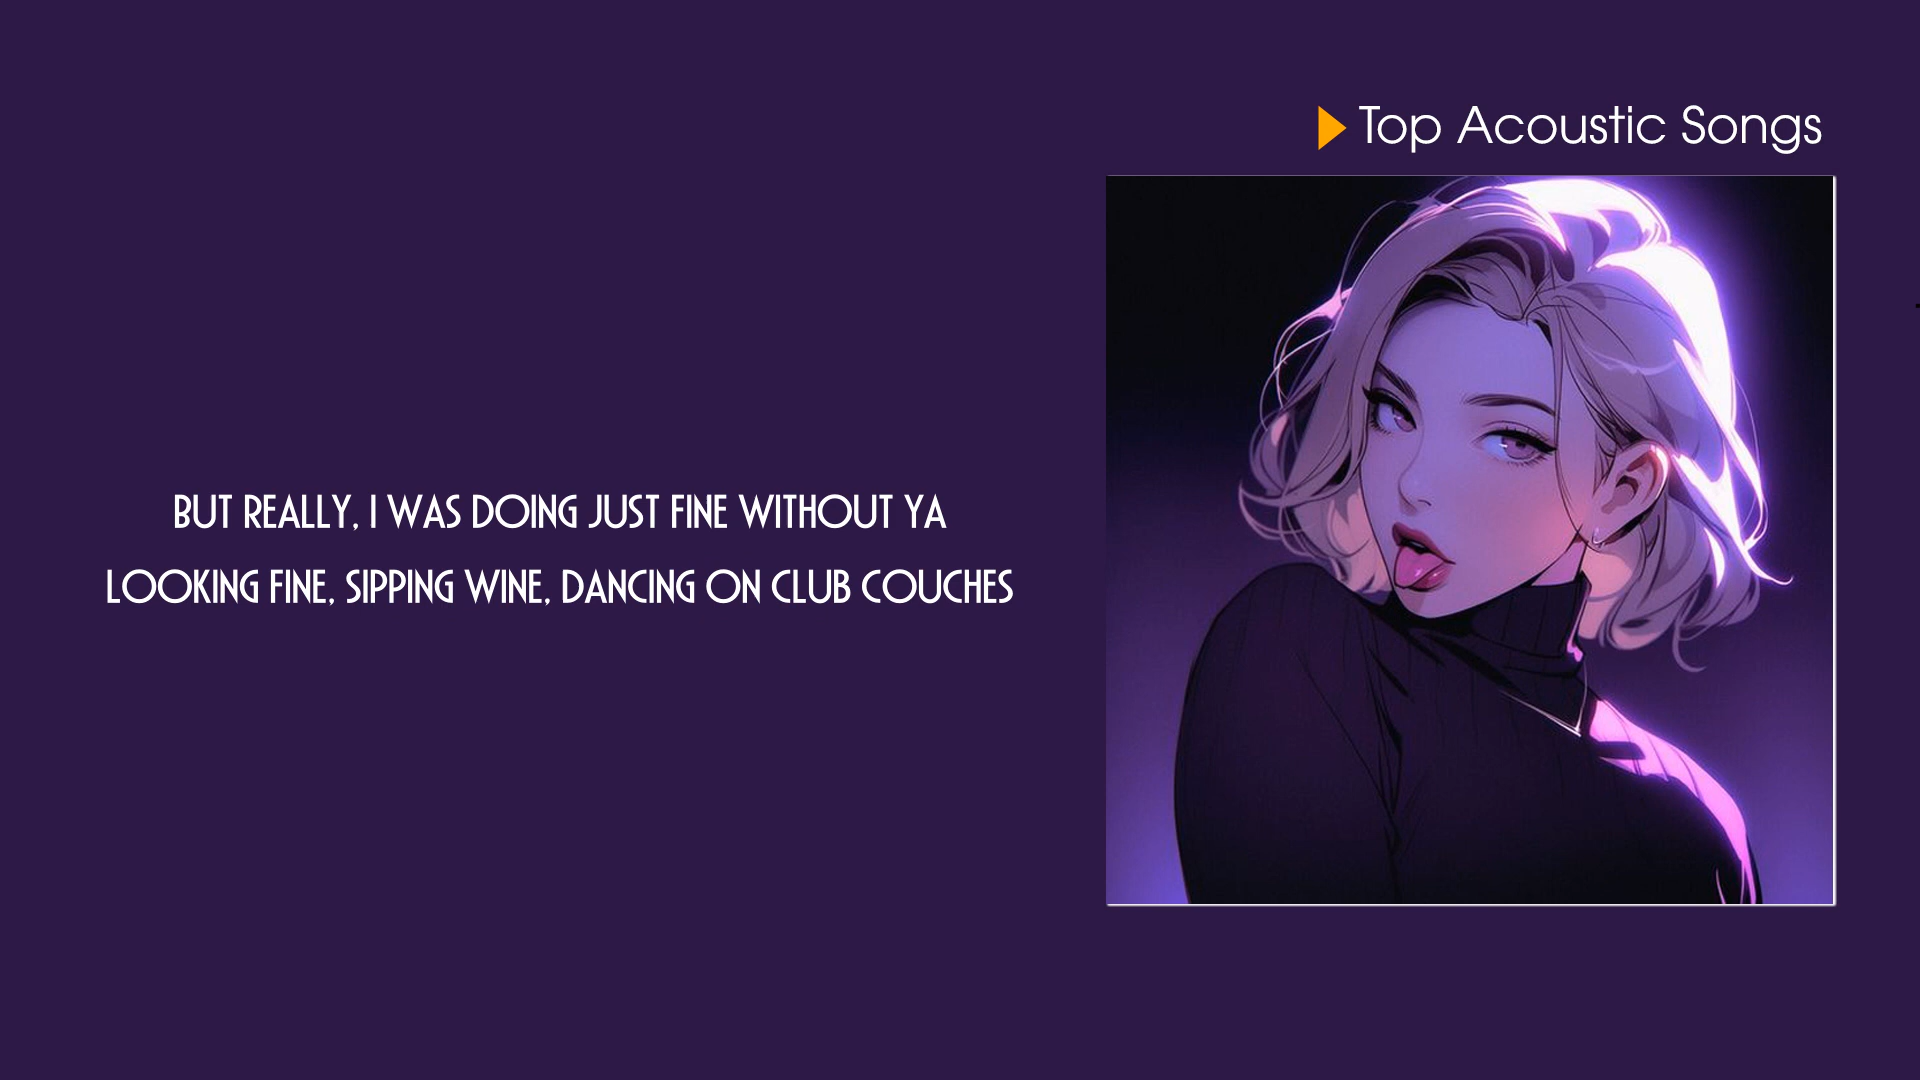 Top Acoustic Songs
BUT REALLY, I WAS DOING JUST FINE WITHOUT YA
LOOKING FINE, SIPPING WINE, DANCING ON CLUB COUCHES